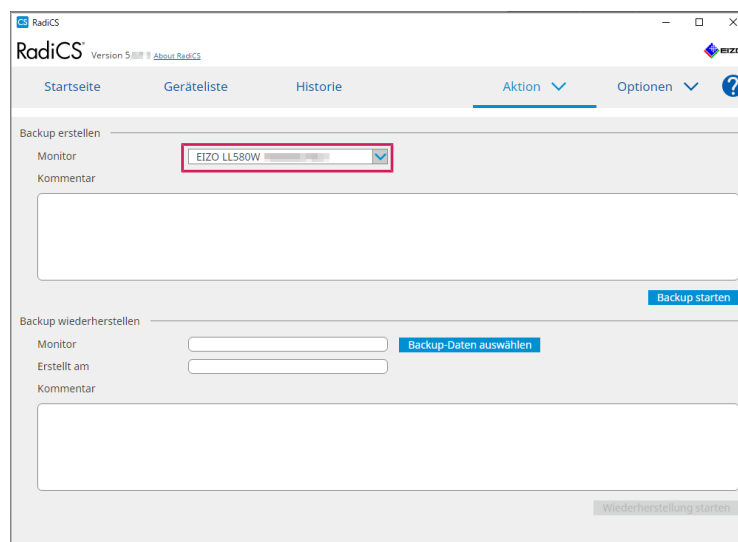 CS RadiCS
RadiCS® Version 5. About RadiCS EIZO
Startseite Geräteliste Historie Aktion Optionen ?
Backup erstellen
Monitor EIZO LL580W
Kommentar
Backup starten
Backup wiederherstellen
Monitor Backup-Daten auswählen
Erstellt am
Kommentar
Wiederherstellung starten